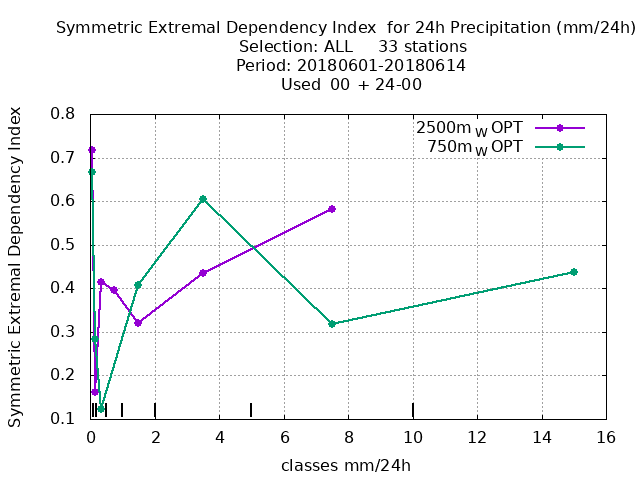 Symmetric Extremal Dependency Index  for 24h Precipitation (mm/24h)
Selection: ALL     33 stations
Period: 20180601-20180614
Used  00 + 24-00
Symmetric Extremal Dependency Index
0.8
0.7
0.6
0.5
0.4
0.3
0.2
0.1
2500m W OPT
750m W OPT
0 2 4 6 8 10 12 14 16
classes mm/24h